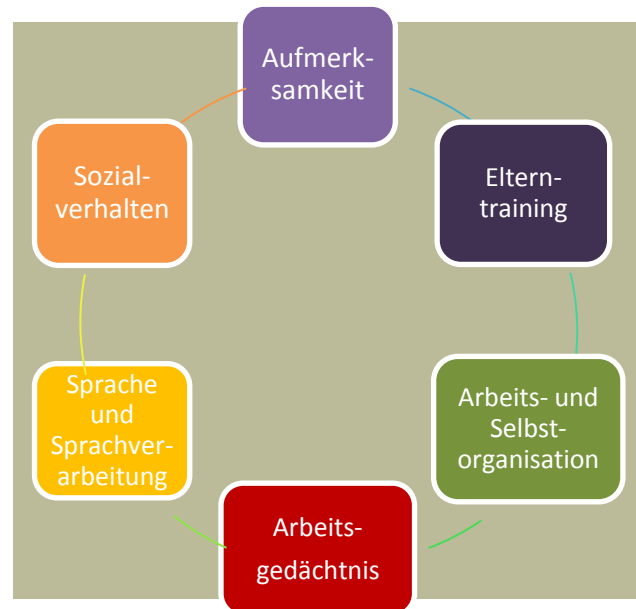 Aufmerk-
samkeit
Eltern-
training
Arbeits- und
Selbst-
organisation
Arbeits-
gedächtnis
Sprache
und
Sprachver-
arbeitung
Sozial-
verhalten